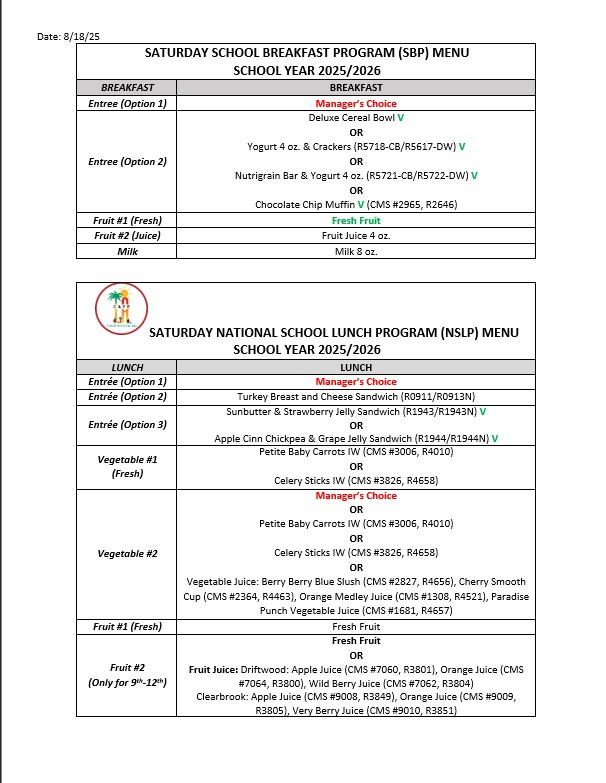 Date: 8/18/25
SATURDAY SCHOOL BREAKFAST PROGRAM (SBP) MENU
SCHOOL YEAR 2025/2026
BREAKFAST
BREAKFAST
Entree (Option 1)
Manager's Choice
Entree (Option 2)
Deluxe Cereal Bowl V
OR
Yogurt 4 oz. & Crackers (R5718-CB/R5617-DW) V
OR
Nutrigrain Bar & Yogurt 4 oz. (R5721-CB/R5722-DW) V
OR
Chocolate Chip Muffin V (CMS #2965, R2646)
Fruit #1 (Fresh)
Fresh Fruit
Fruit #2 (Juice)
Fruit Juice 4 oz.
Milk
Milk 8 oz.
SATURDAY NATIONAL SCHOOL LUNCH PROGRAM (NSLP) MENU
SCHOOL YEAR 2025/2026
LUNCH
LUNCH
Entrée (Option 1)
Manager's Choice
Entrée (Option 2)
Turkey Breast and Cheese Sandwich (R0911/R0913N)
Entrée (Option 3)
Sunbutter & Strawberry Jelly Sandwich (R1943/R1943N) V
OR
Apple Cinn Chickpea & Grape Jelly Sandwich (R1944/R1944N) V
Vegetable #1
(Fresh)
Petite Baby Carrots IW (CMS #3006, R4010)
OR
Celery Sticks IW (CMS #3826, R4658)
Vegetable #2
Manager's Choice
OR
Petite Baby Carrots IW (CMS #3006, R4010)
OR
Celery Sticks IW (CMS #3826, R4658)
OR
Vegetable Juice: Berry Berry Blue Slush (CMS #2827, R4656), Cherry Smooth
Cup (CMS #2364, R4463), Orange Medley Juice (CMS #1308, R4521), Paradise
Punch Vegetable Juice (CMS #1681, R4657)
Fruit #1 (Fresh)
Fresh Fruit
Fruit #2
(Only for 9th-12th)
Fresh Fruit
OR
Fruit Juice: Driftwood: Apple Juice (CMS #7060, R3801), Orange Juice (CMS
#7064, R3800), Wild Berry Juice (CMS #7062, R3804)
Clearbrook: Apple Juice (CMS #9008, R3849), Orange Juice (CMS #9009,
R3805), Very Berry Juice (CMS #9010, R3851)